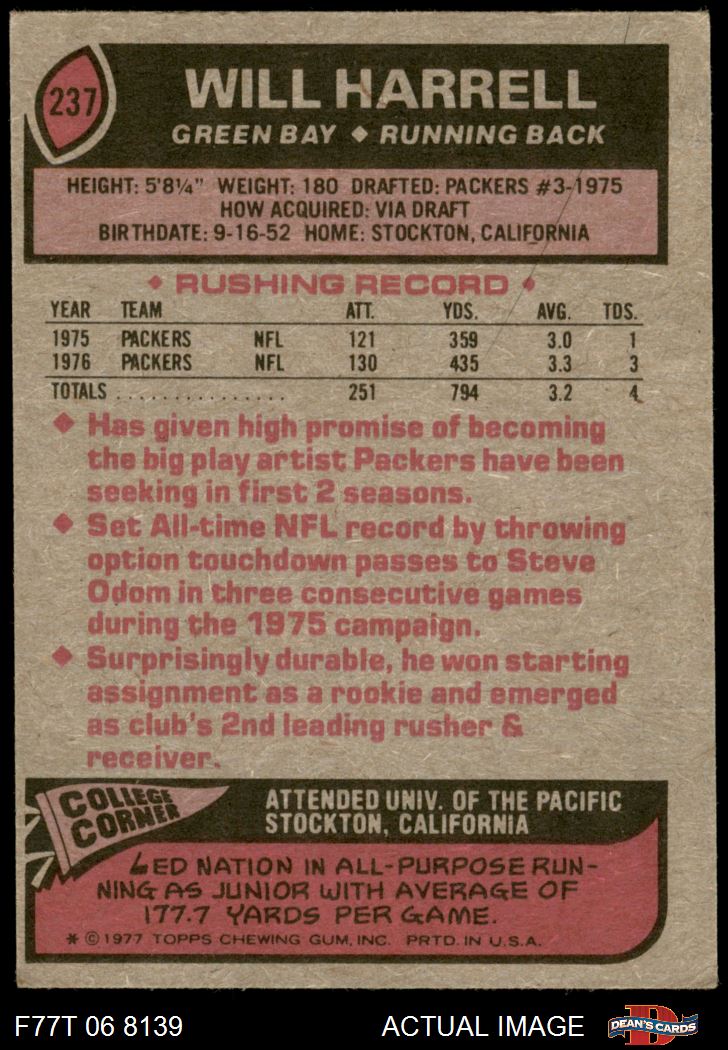 237
WILL HARRELL
GREEN BAY ♦ RUNNING BACK
HEIGHT: 5'8¼" WEIGHT: 180 DRAFTED: PACKERS #3-1975
HOW ACQUIRED: VIA DRAFT
BIRTHDATE: 9-16-52 HOME: STOCKTON, CALIFORNIA
♦ RUSHING RECORD ♦
YEAR TEAM ATT. YDS. AVG. TDS.
1975 PACKERS NFL 121 359 3.0 1
1976 PACKERS NFL 130 435 3.3 3
TOTALS . . . . . . . . . . . . . . . . 251 794 3.2 4
♦ Has given high promise of becoming
the big play artist Packers have been
seeking in first 2 seasons.
♦ Set All-time NFL record by throwing
option touchdown passes to Steve
Odom in three consecutive games
during the 1975 campaign.
♦ Surprisingly durable, he won starting
assignment as a rookie and emerged
as club's 2nd leading rusher &
receiver.
COLLEGE
CORNER
ATTENDED UNIV. OF THE PACIFIC
STOCKTON, CALIFORNIA
LED NATION IN ALL-PURPOSE RUN-
NING AS JUNIOR WITH AVERAGE OF
177.7 YARDS PER GAME.
* © 1977 TOPPS CHEWING GUM, INC. PRTD. IN U.S.A.
F77T 06 8139
ACTUAL IMAGE
D
DEAN'S CARDS